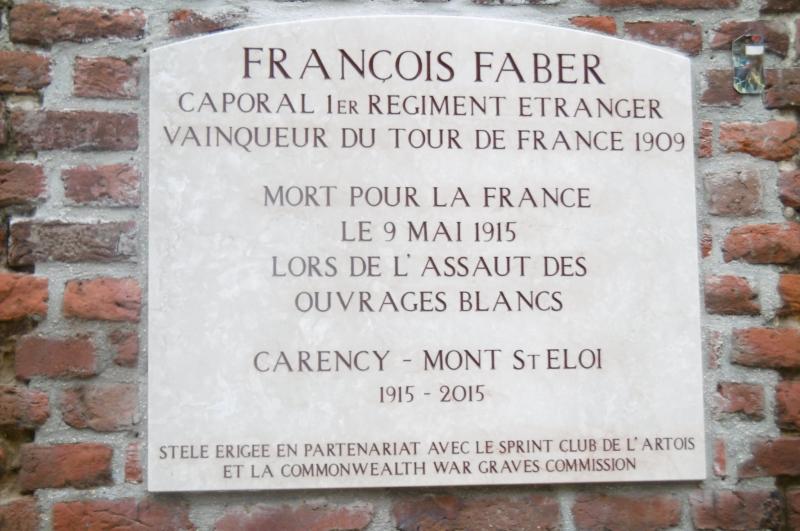 FRANÇOIS FABER
CAPORAL 1ER REGIMENT ETRANGER
VAINQUEUR DU TOUR DE FRANCE 1909
MORT POUR LA FRANCE
LE 9 MAI 1915
LORS DE L' ASSAUT DES
OUVRAGES BLANCS
CARENCY - MONT ST ELOI
1915 - 2015
STELE ERIGEE EN PARTENARIAT AVEC LE SPRINT CLUB DE L' ARTOIS
ET LA COMMONWEALTH WAR GRAVES COMMISSION